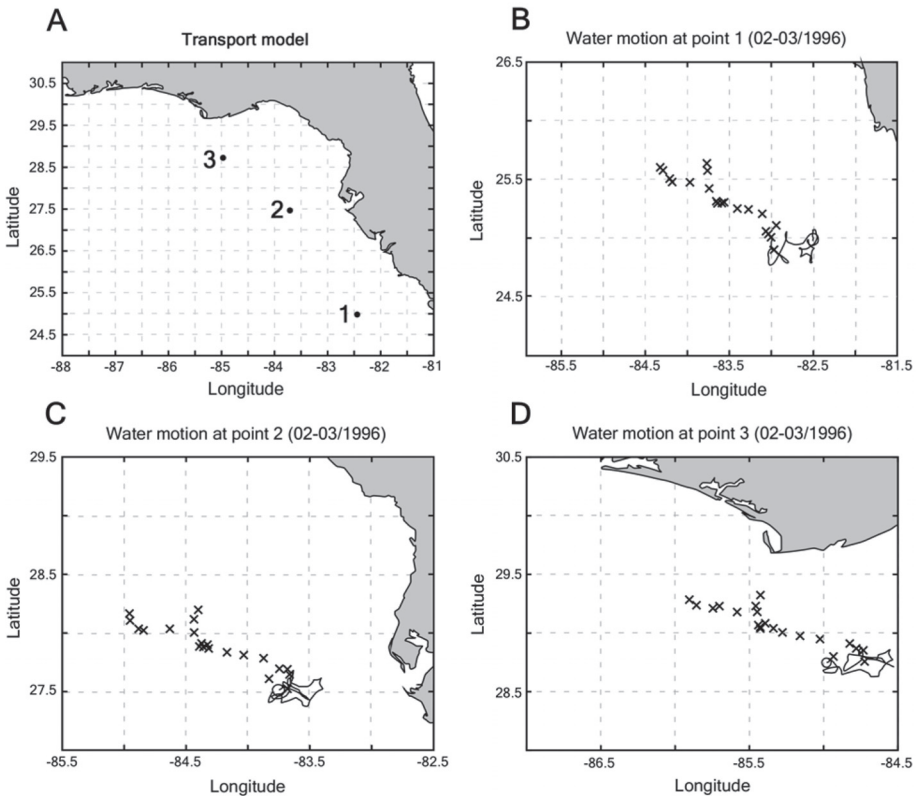 A
Transport model
30.5
29.5
28.5
27.5
26.5
25.5
24.5
3
2
1
-88
-87
-86
-85
-84
-83
-82
-81
Latitude
Longitude
B
Water motion at point 1 (02-03/1996)
26.5
25.5
24.5
-85.5
-84.5
-83.5
-82.5
-81.5
Latitude
Longitude
C
Water motion at point 2 (02-03/1996)
29.5
28.5
27.5
-85.5
-84.5
-83.5
-82.5
Latitude
Longitude
D
Water motion at point 3 (02-03/1996)
30.5
29.5
28.5
-86.5
-85.5
-84.5
Latitude
Longitude